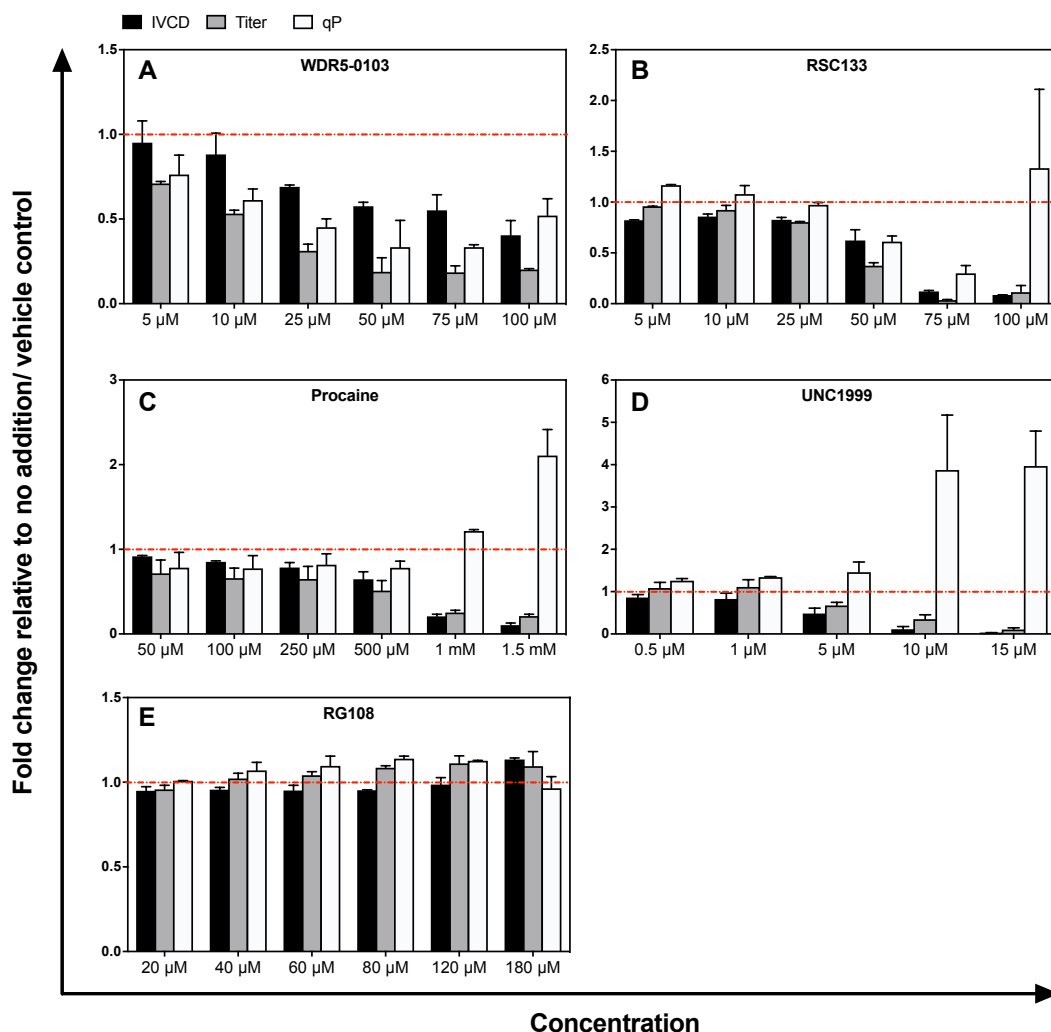 IVCD Titer qP
A WDR5-0103
1.5
1.0
0.5
0.0
5 µM 10 µM 25 µM 50 µM 75 µM 100 µM
B RSC133
2.5
2.0
1.5
1.0
0.5
0.0
5 µM 10 µM 25 µM 50 µM 75 µM 100 µM
C Procaine
3
2
1
0
50 µM 100 µM 250 µM 500 µM 1 mM 1.5 mM
D UNC1999
6
5
4
3
2
1
0
0.5 µM 1 µM 5 µM 10 µM 15 µM
E RG108
1.5
1.0
0.5
0.0
20 µM 40 µM 60 µM 80 µM 120 µM 180 µM
Fold change relative to no addition/ vehicle control
Concentration